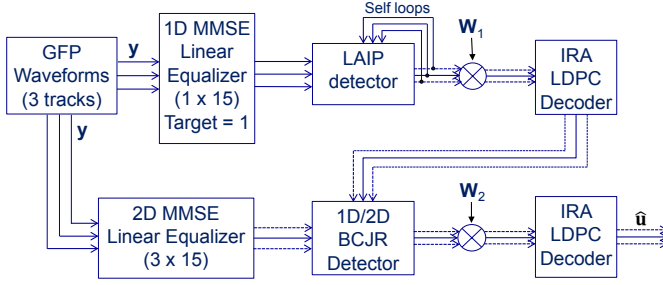 Self loops
GFP
Waveforms
(3 tracks)
y
y
1D MMSE
Linear
Equalizer
(1 x 15)
Target = 1
LAIP
detector
W1
IRA
LDPC
Decoder
2D MMSE
Linear Equalizer
(3 x 15)
1D/2D
BCJR
Detector
W2
IRA
LDPC
Decoder
û